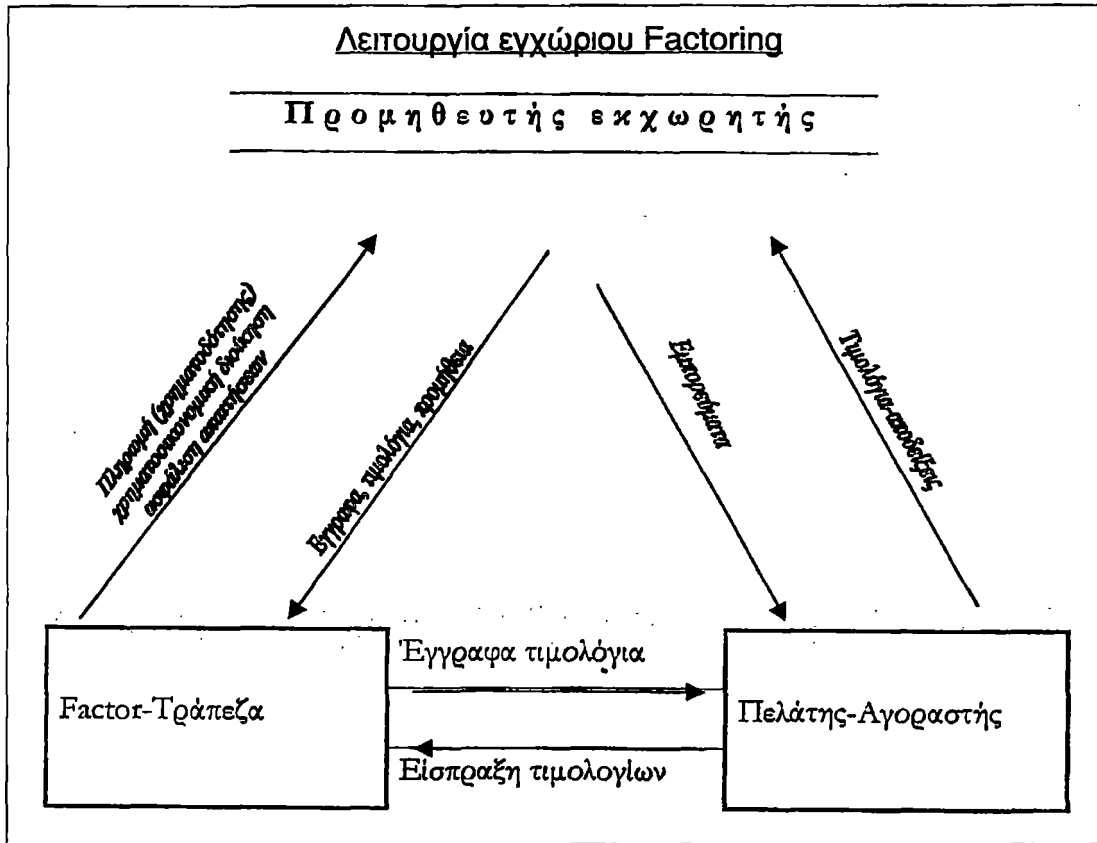 Λειτουργία εγχώριου Factoring
Προμηθευτής εκχωρητής
Πληρωμή (χρηματοδότησης)
χρηματοοικονομική διοίκηση
ασφάλιση απαιτήσεων
Εγγραφα, τιμολόγια, προμήθεια
Εμπορεύματα
Τιμολόγια-αποδείξεις
Έγγραφα τιμολόγια
Factor-Τράπεζα
Πελάτης-Αγοραστής
Είσπραξη τιμολογίων